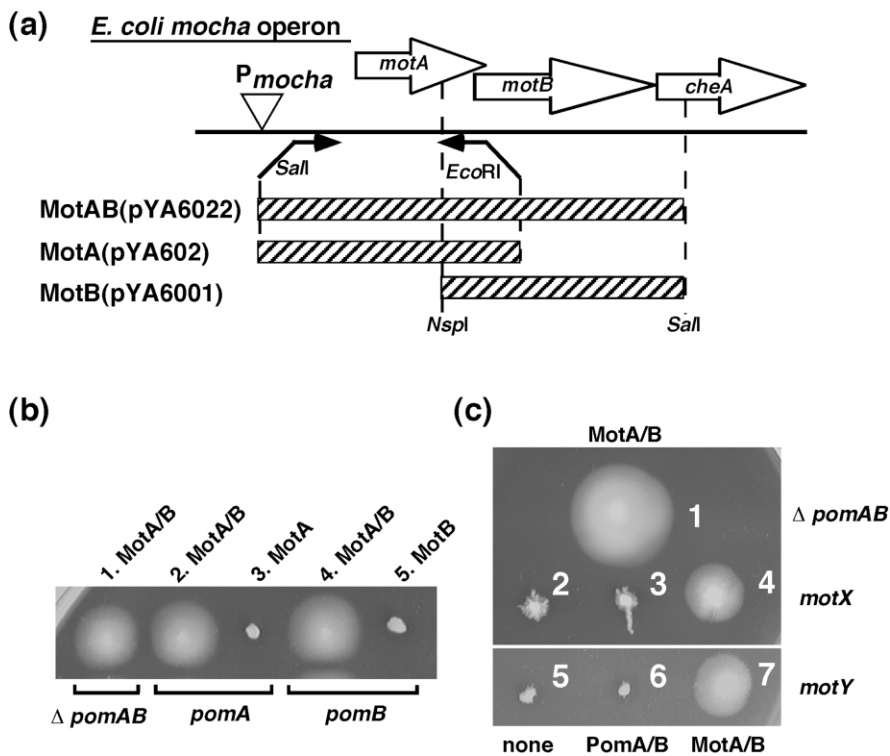 (a)
E. coli mocha operon
Pmocha
motA
motB
cheA
SalI
EcoRI
MotAB(pYA6022)
MotA(pYA602)
MotB(pYA6001)
NspI
SalI
(b)
1. MotA/B
2. MotA/B
3. MotA
4. MotA/B
5. MotB
Δ pomAB
pomA
pomB
(c)
MotA/B
1
Δ pomAB
2
3
4
motX
5
6
7
motY
none
PomA/B
MotA/B